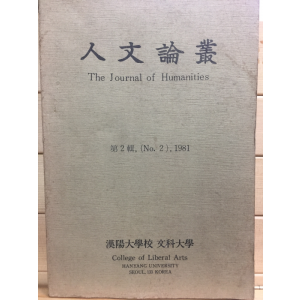 人文論叢
The Journal of Humanities
第2輯, (No. 2), 1981
漢陽大學校 文科大學
College of Liberal Arts
HANYANG UNIVERSITY
SEOUL 133 KOREA